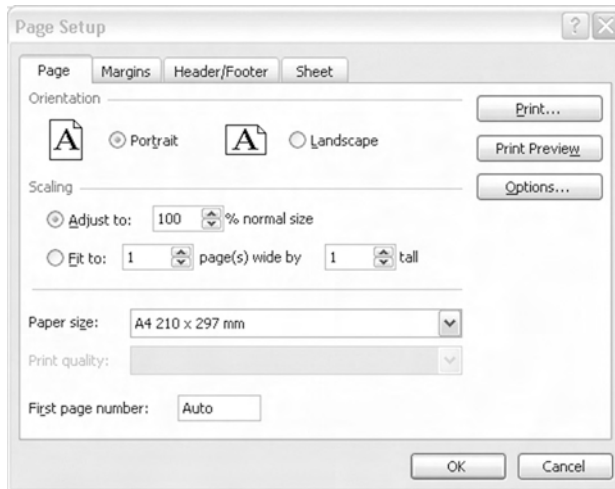 Page Setup
Page Margins Header/Footer Sheet
Orientation
A Portrait A Landscape
Print...
Print Preview
Options...
Scaling
Adjust to: 100 % normal size
Fit to: 1 page(s) wide by 1 tall
Paper size: A4 210 x 297 mm
Print quality:
First page number: Auto
OK Cancel